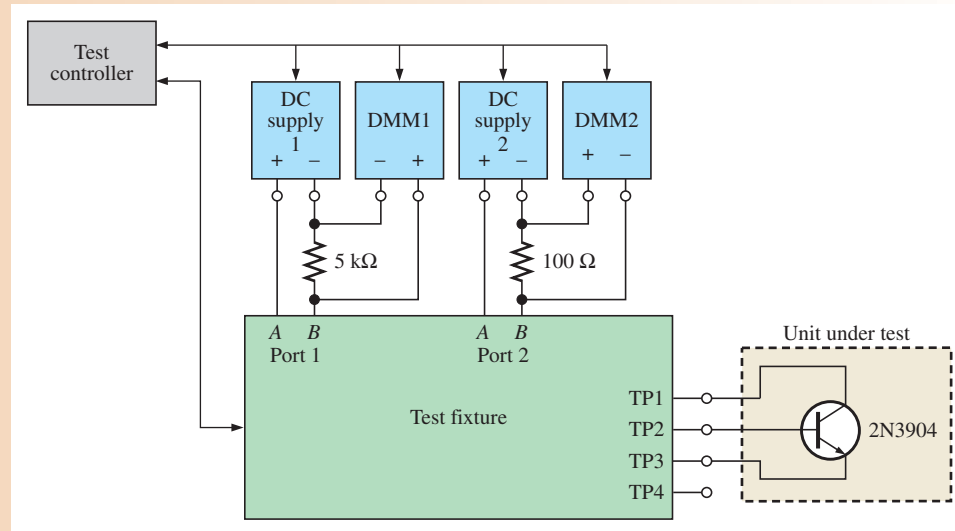 Test
controller
DC
supply
1
+ −
DMM1
− +
DC
supply
2
+ −
DMM2
+ −
5 kΩ
100 Ω
A B
Port 1
A B
Port 2
Unit under test
TP1
Test fixture
TP2
2N3904
TP3
TP4